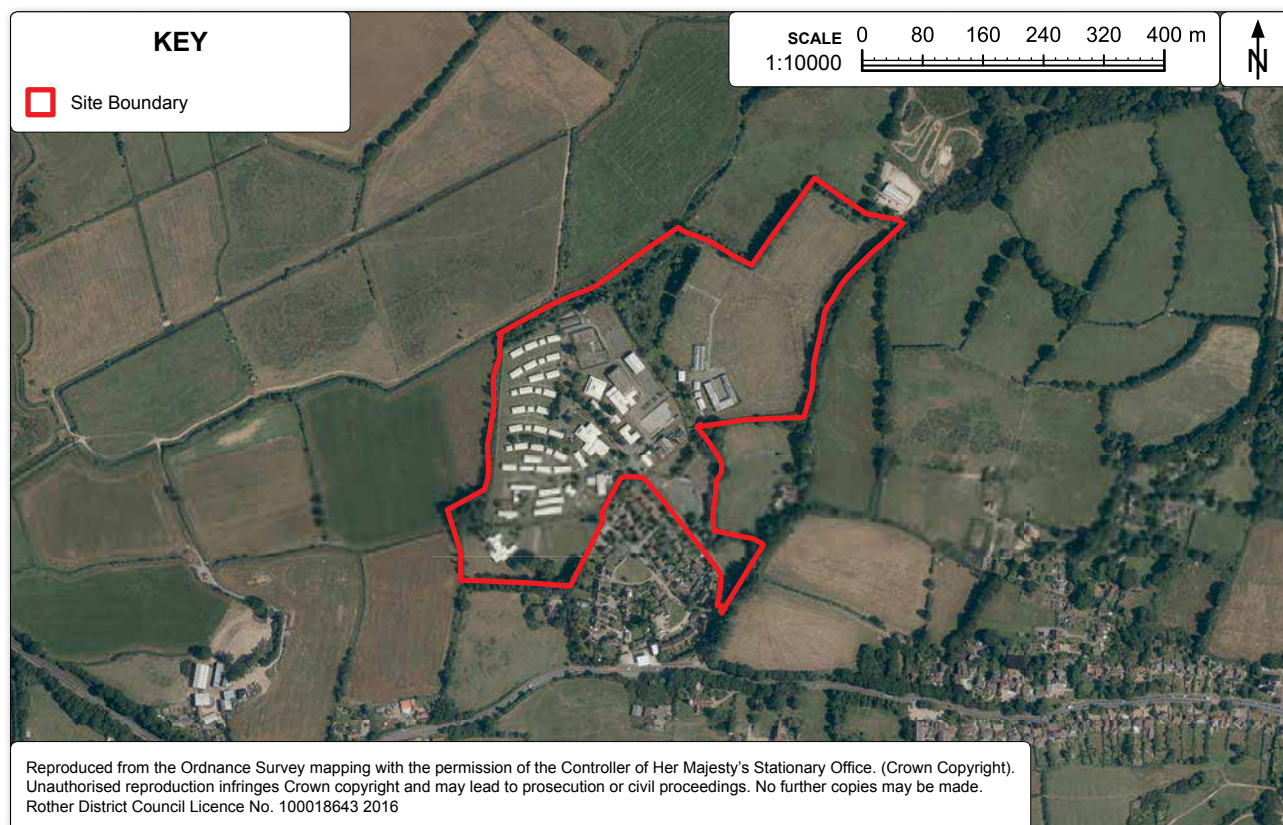 KEY
Site Boundary
SCALE 0 80 160 240 320 400 m
1:10000
N
Reproduced from the Ordnance Survey mapping with the permission of the Controller of Her Majesty's Stationary Office. (Crown Copyright).
Unauthorised reproduction infringes Crown copyright and may lead to prosecution or civil proceedings. No further copies may be made.
Rother District Council Licence No. 100018643 2016